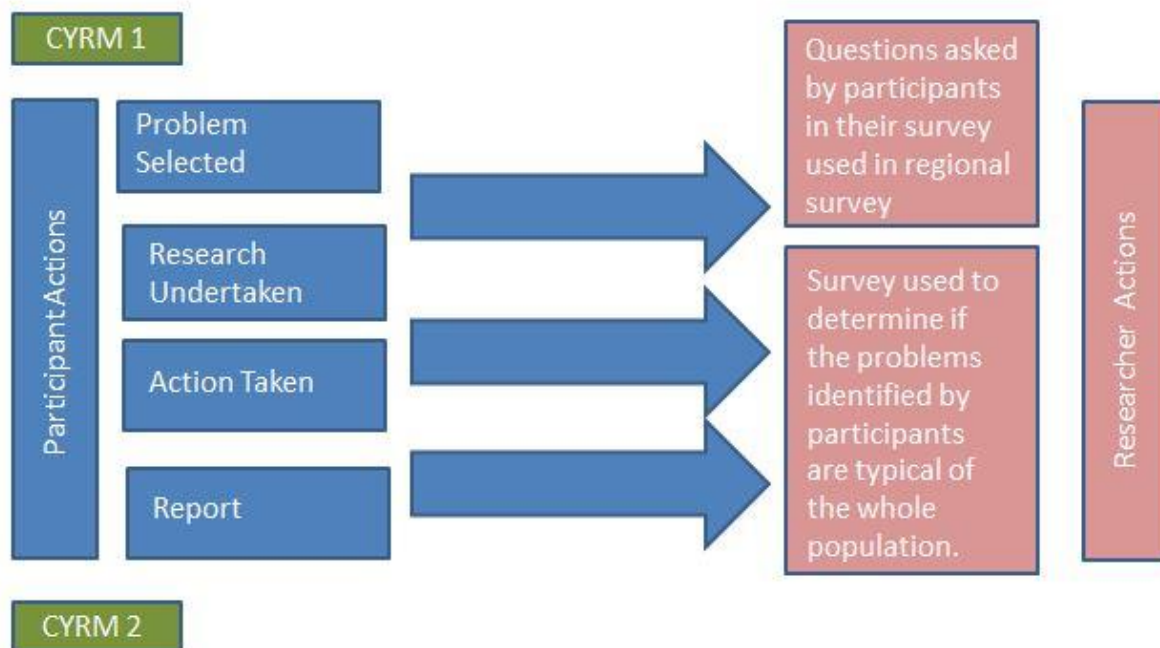 CYRM 1
Participant Actions
Problem
Selected
Research
Undertaken
Action Taken
Report
Questions asked
by participants
in their survey
used in regional
survey
Survey used to
determine if
the problems
identified by
participants
are typical of
the whole
population.
Researcher Actions
CYRM 2